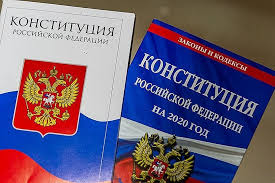 КОНСТИТУЦИЯ
РОССИЙСКОЙ ФЕДЕРАЦИИ
ЗАКОНЫ И КОДЕКСЫ
КОНСТИТУЦИЯ
РОССИЙСКОЙ ФЕДЕРАЦИИ
НА 2020 ГОД